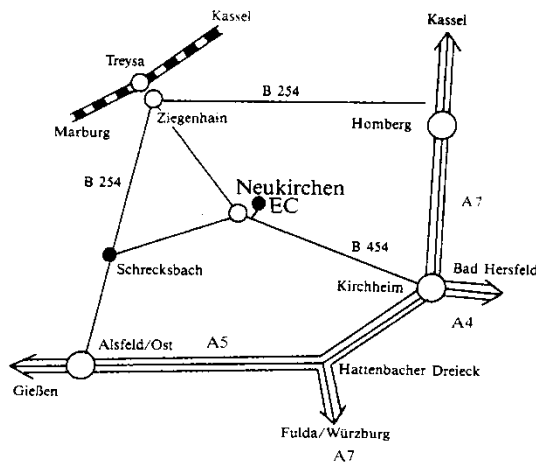 Kassel
Kassel
Treysa
B 254
Marburg
Ziegenhain
Homberg
B 254
Neukirchen
EC
A7
B 454
Schrecksbach
Kirchheim
Bad Hersfeld
A4
Alsfeld/Ost
A5
Gießen
Hattenbacher Dreieck
Fulda/Würzburg
A7